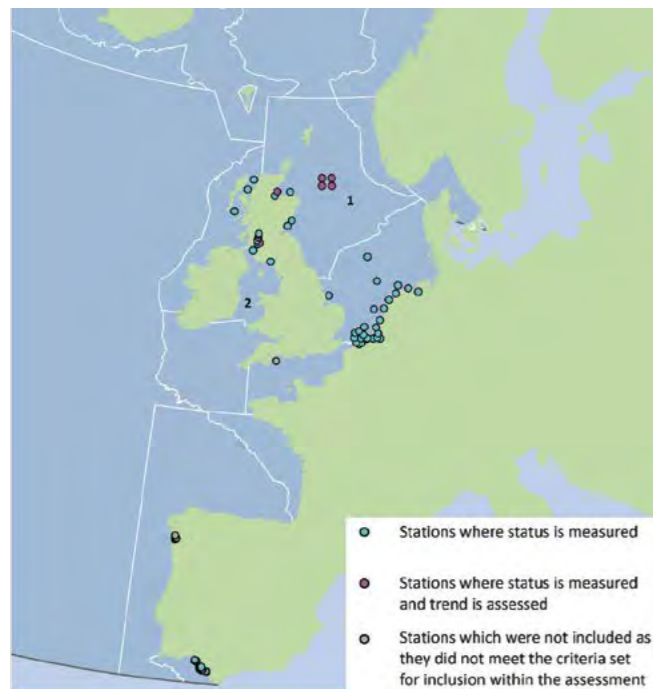 1
2
Stations where status is measured
Stations where status is measured
and trend is assessed
Stations which were not included as
they did not meet the criteria set
for inclusion within the assessment